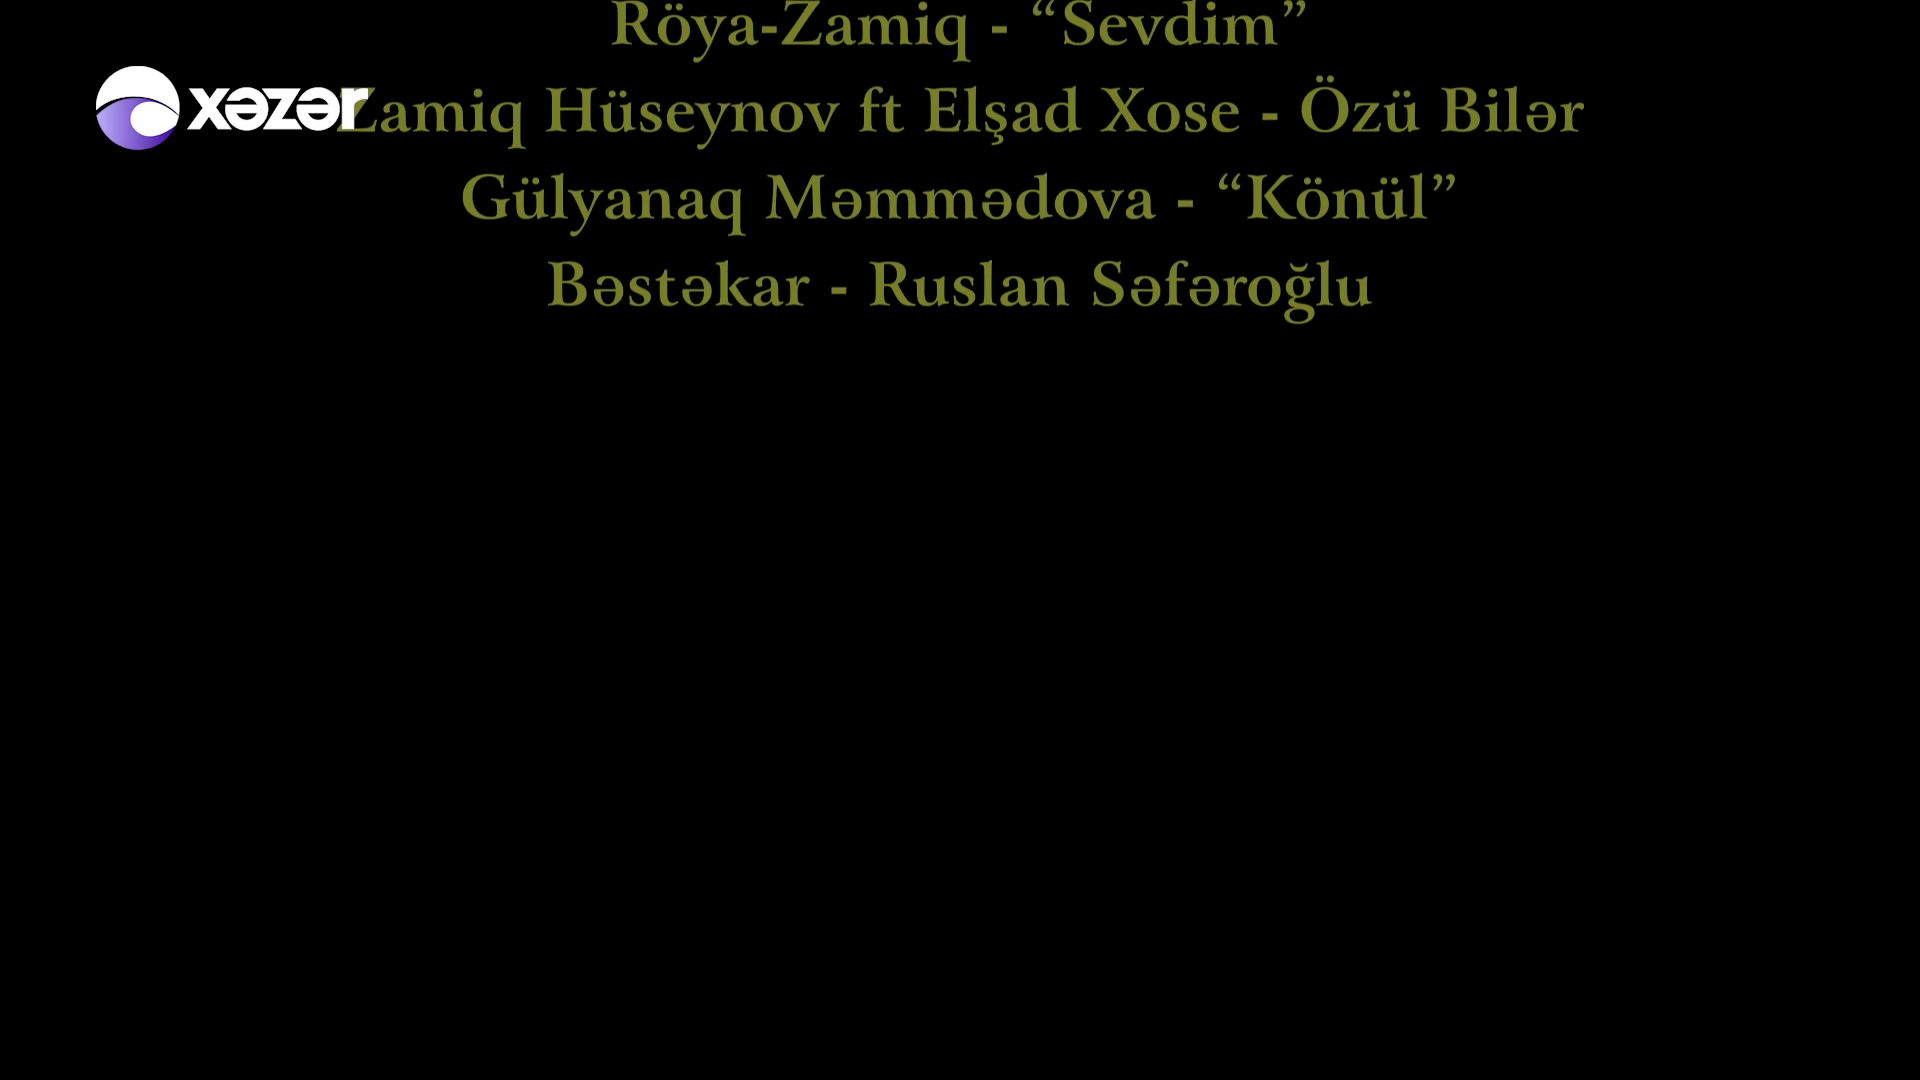 Röya-Zamiq - “Sevdim”
xəzər
Zamiq Hüseynov ft Elşad Xose - Özü Bilər
Gülyanaq Məmmədova - “Könül”
Bəstəkar - Ruslan Səfəroğlu